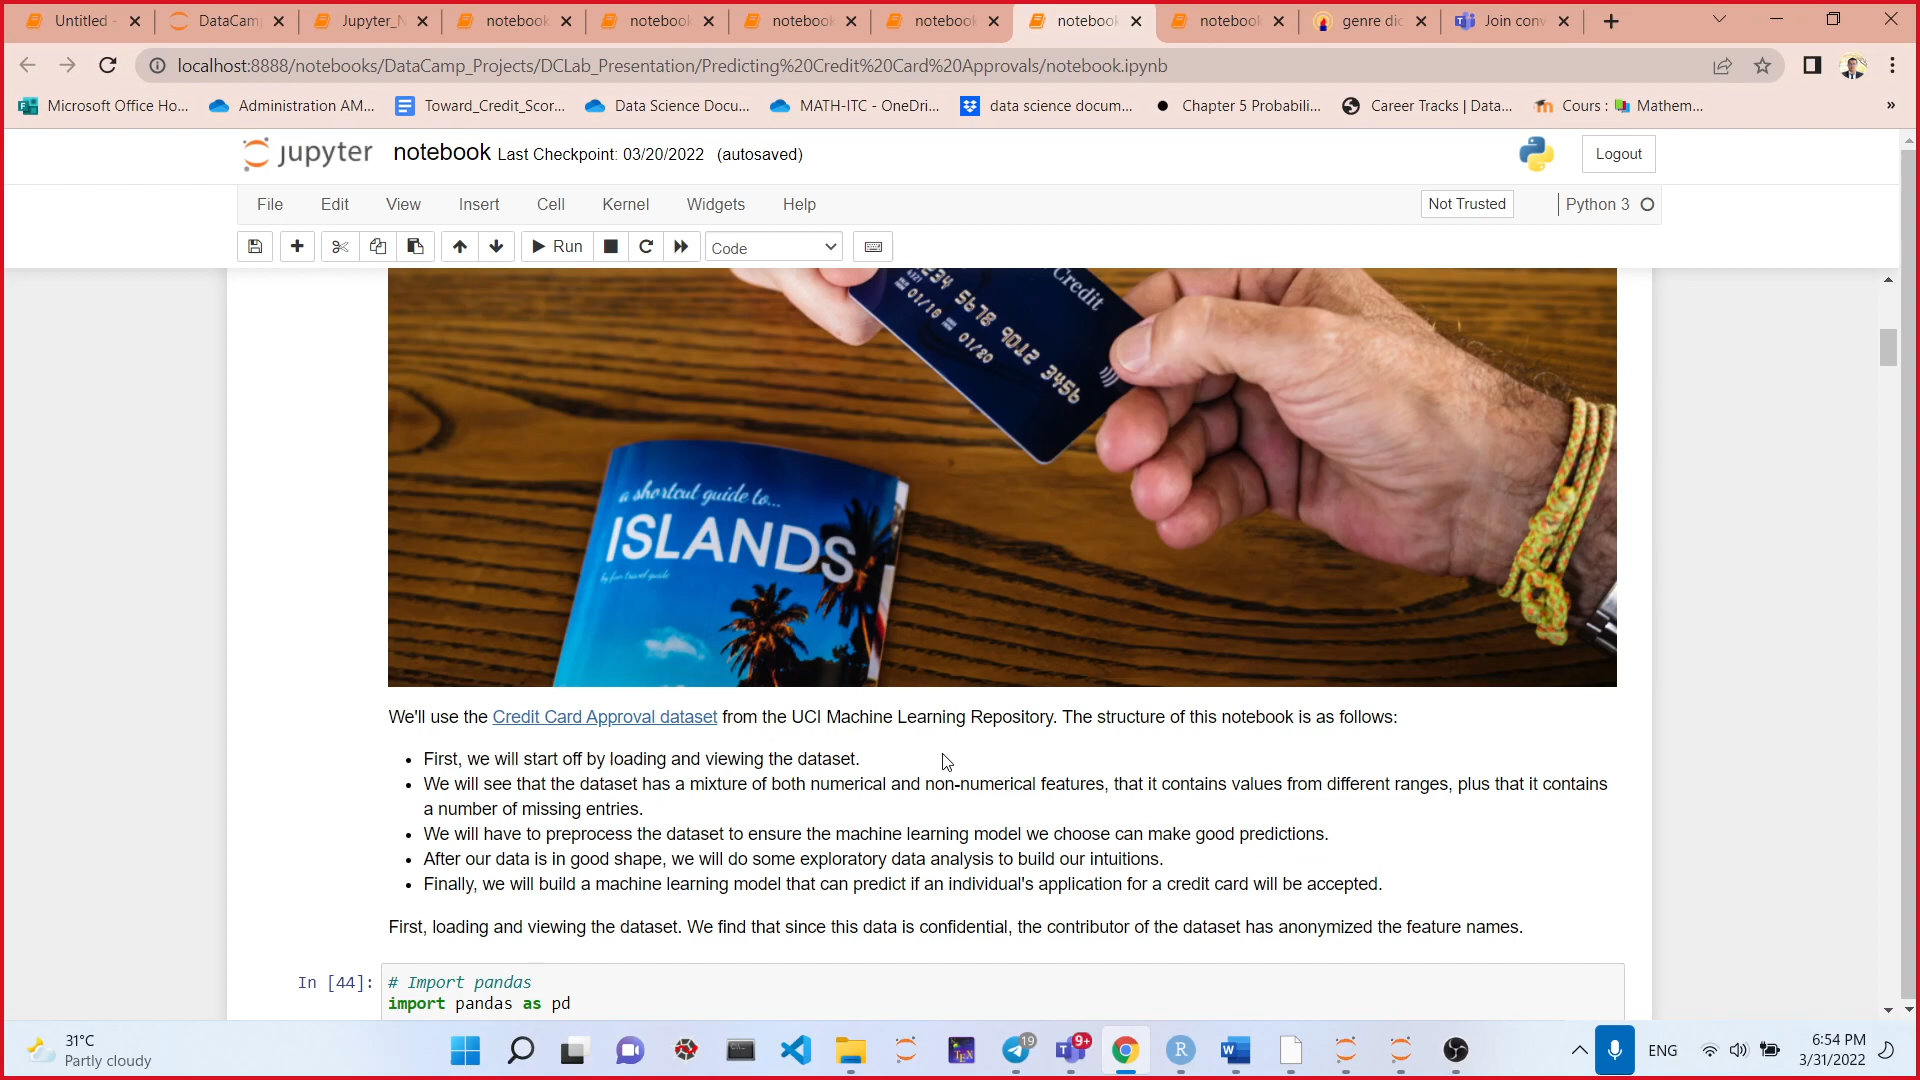 Untitled -
DataCam
Jupyter_N
notebook
notebook
notebook
notebook
notebook
notebook
genre dic
Join conv
localhost:8888/notebooks/DataCamp_Projects/DCLab_Presentation/Predicting%20Credit%20Card%20Approvals/notebook.ipynb
Microsoft Office Ho...
Administration AM...
Toward_Credit_Scor...
Data Science Docu...
MATH-ITC - OneDri...
data science docum...
Chapter 5 Probabili...
Career Tracks | Data...
Cours : Mathem...
»
jupyter notebook Last Checkpoint: 03/20/2022 (autosaved)
Logout
File Edit View Insert Cell Kernel Widgets Help
Not Trusted
Python 3
Run
Code
Credit
234 5678 9012 3456
01/16 01/20
a shortcut guide to...
ISLANDS
by fun travel guide
We'll use the Credit Card Approval dataset from the UCI Machine Learning Repository. The structure of this notebook is as follows:
• First, we will start off by loading and viewing the dataset.
• We will see that the dataset has a mixture of both numerical and non-numerical features, that it contains values from different ranges, plus that it contains
a number of missing entries.
• We will have to preprocess the dataset to ensure the machine learning model we choose can make good predictions.
• After our data is in good shape, we will do some exploratory data analysis to build our intuitions.
• Finally, we will build a machine learning model that can predict if an individual's application for a credit card will be accepted.
First, loading and viewing the dataset. We find that since this data is confidential, the contributor of the dataset has anonymized the feature names.
In [44]:
# Import pandas
import pandas as pd
31°C
Partly cloudy
19
9+
ENG
6:54 PM
3/31/2022